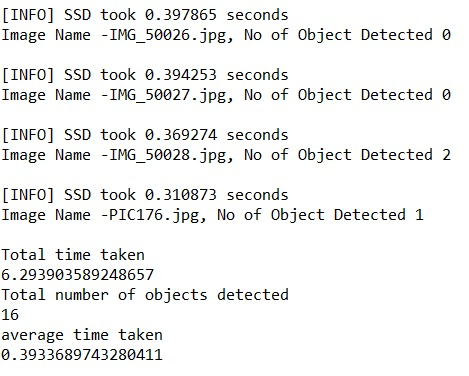 [INFO] SSD took 0.397865 seconds
Image Name -IMG_50026.jpg, No of Object Detected 0
[INFO] SSD took 0.394253 seconds
Image Name -IMG_50027.jpg, No of Object Detected 0
[INFO] SSD took 0.369274 seconds
Image Name -IMG_50028.jpg, No of Object Detected 2
[INFO] SSD took 0.310873 seconds
Image Name -PIC176.jpg, No of Object Detected 1
Total time taken
6.293903589248657
Total number of objects detected
16
average time taken
0.3933689743280411